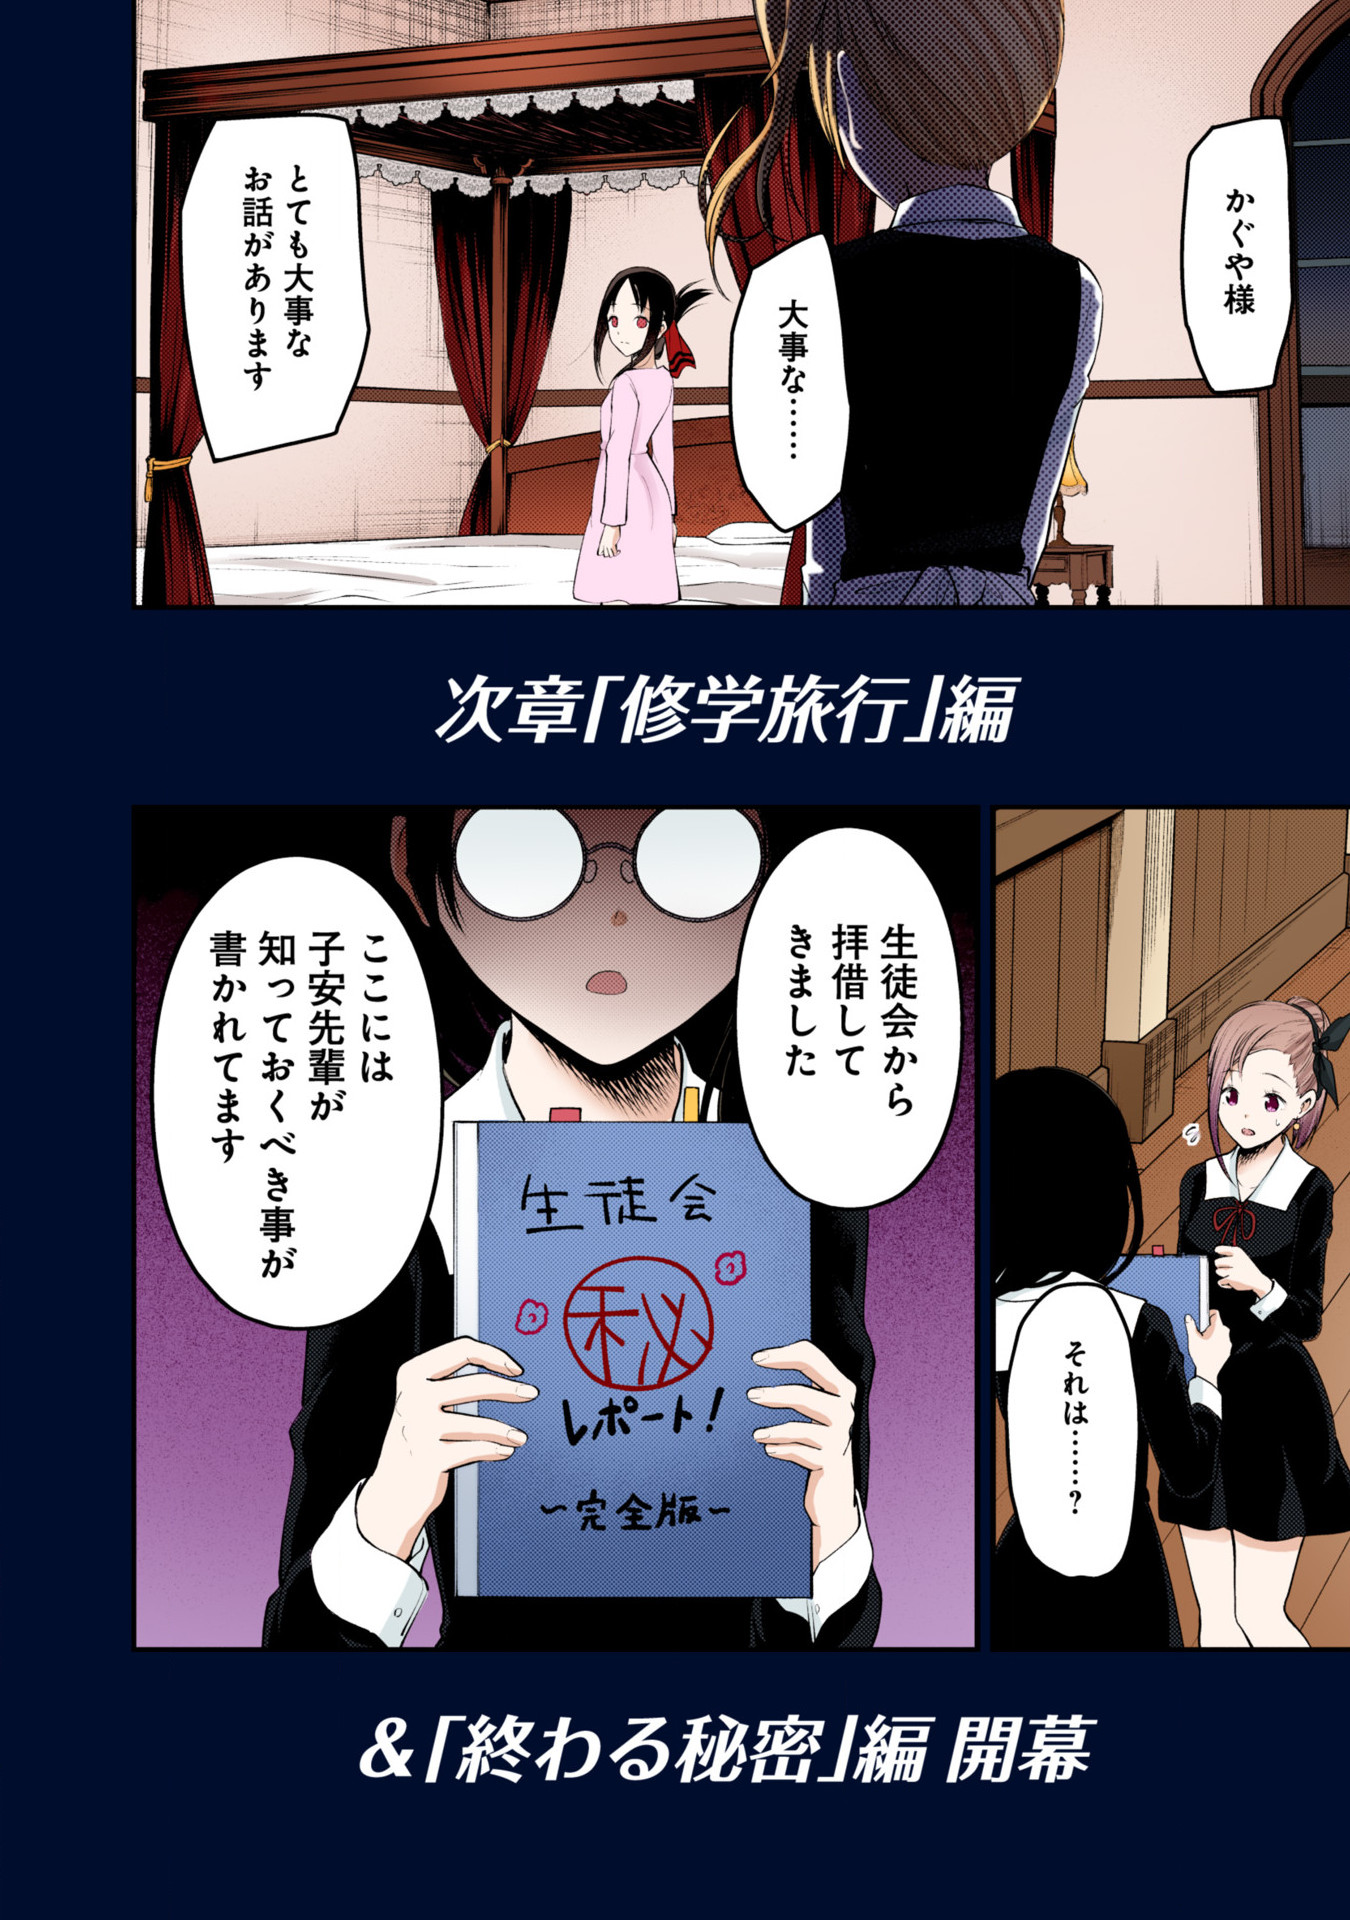 かぐや様
大事な……
とても大事な
お話があります
次章「修学旅行」編
それは……？
生徒会から
拝借して
きました
生徒会
秘
レポート！
〜完全版〜
ここには
子安先輩が
知っておくべき事が
書かれてます
＆「終わる秘密」編 開幕